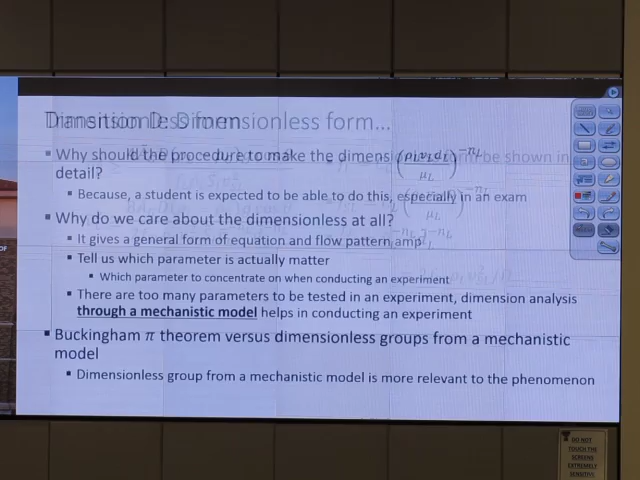 Transition D: Dimensionless form...
Why should the procedure to make the dimens be shown in
detail?
Because, a student is expected to be able to do this, especially in an exam
Why do we care about the dimensionless at all?
It gives a general form of equation and flow pattern
Tell us which parameter is actually matter
Which parameter to concentrate on when conducting an experiment
There are too many parameters to be tested in an experiment, dimension analysis
through a mechanistic model helps in conducting an experiment
Buckingham π theorem versus dimensionless groups from a mechanistic
model
Dimensionless group from a mechanistic model is more relevant to the phenomenon
DO NOT
TOUCH THE
SCREENS
EXTREMELY
SENSITIVE